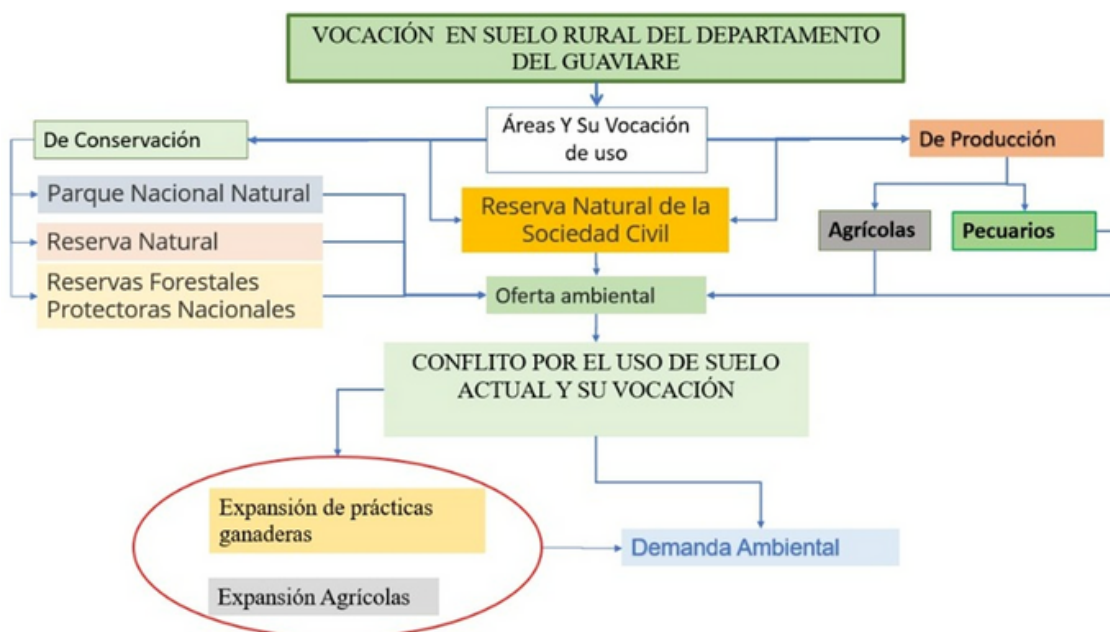 VOCACIÓN EN SUELO RURAL DEL DEPARTAMENTO
DEL GUAVIARE
De Conservación
Áreas Y Su Vocación
de uso
De Producción
Parque Nacional Natural
Reserva Natural de la
Sociedad Civil
Agrícolas
Pecuarios
Reserva Natural
Reservas Forestales
Protectoras Nacionales
Oferta ambiental
CONFLITO POR EL USO DE SUELO
ACTUAL Y SU VOCACIÓN
Expansión de prácticas
ganaderas
Demanda Ambiental
Expansión Agrícolas